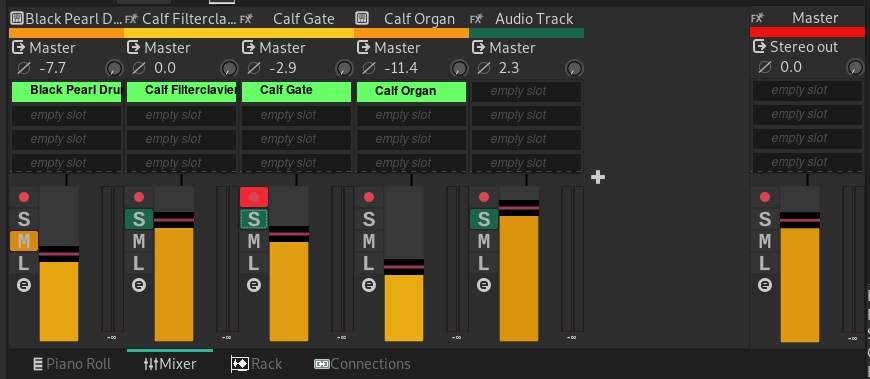 Black Pearl D... Calf Filtercla... Calf Gate Calf Organ Audio Track Master
Master Master Master Master Master Stereo out
-7.7 0.0 -2.9 -11.4 2.3 0.0
Black Pearl Dru Calf Filterclavier Calf Gate Calf Organ empty slot empty slot
empty slot empty slot empty slot empty slot empty slot empty slot
empty slot empty slot empty slot empty slot empty slot empty slot
empty slot empty slot empty slot empty slot empty slot empty slot
S S S S S S
M M M M M M
L L L L L L
-∞ -∞ -∞ -∞ -∞ -∞
Piano Roll Mixer Rack Connections